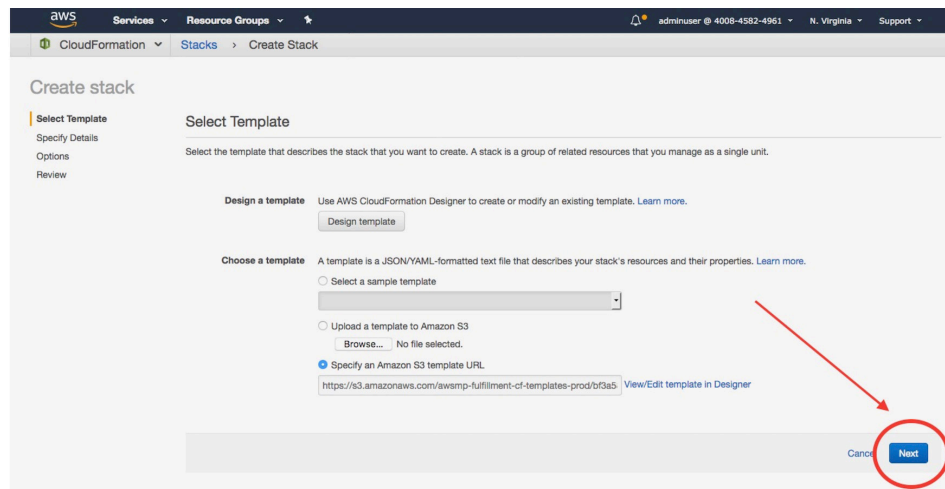 aws Services Resource Groups adminuser @ 4008-4582-4961 N. Virginia Support
CloudFormation Stacks > Create Stack
Create stack
Select Template
Specify Details
Options
Review
Select Template
Select the template that describes the stack that you want to create. A stack is a group of related resources that you manage as a single unit.
Design a template Use AWS CloudFormation Designer to create or modify an existing template. Learn more.
Design template
Choose a template A template is a JSON/YAML-formatted text file that describes your stack's resources and their properties. Learn more.
Select a sample template
Upload a template to Amazon S3
Browse... No file selected.
Specify an Amazon S3 template URL
https://s3.amazonaws.com/awsmp-fulfillment-cf-templates-prod/bf3a5 View/Edit template in Designer
Cance Next